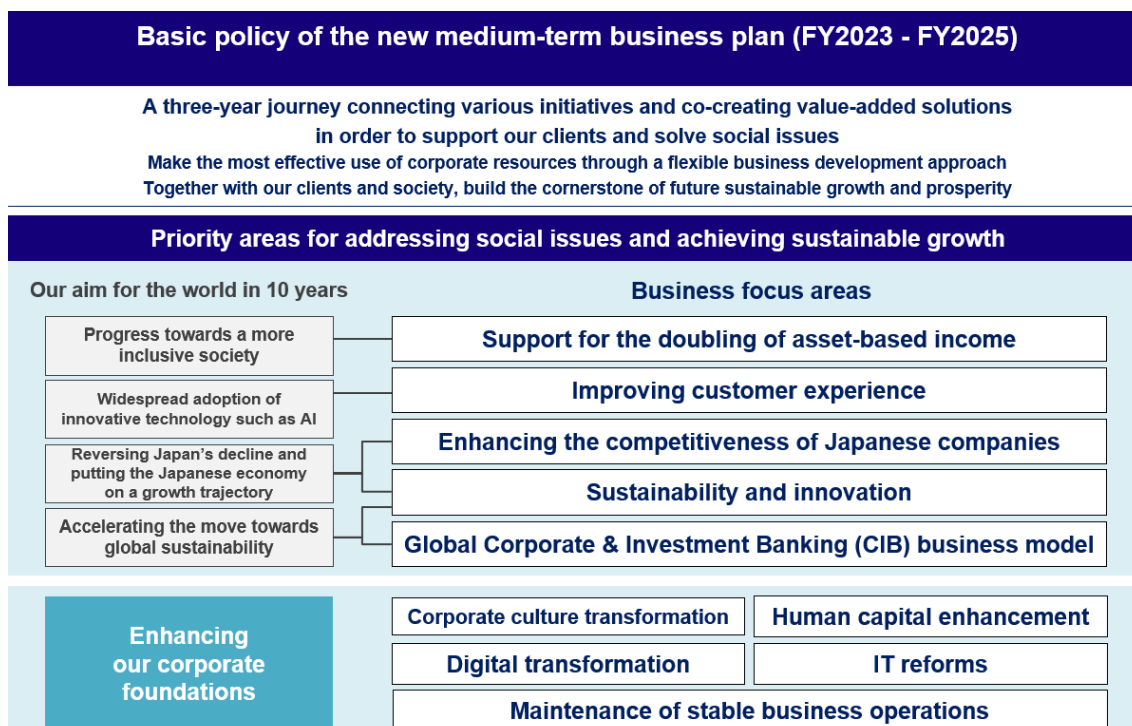 Basic policy of the new medium-term business plan (FY2023 - FY2025)
A three-year journey connecting various initiatives and co-creating value-added solutions
in order to support our clients and solve social issues
Make the most effective use of corporate resources through a flexible business development approach
Together with our clients and society, build the cornerstone of future sustainable growth and prosperity
Priority areas for addressing social issues and achieving sustainable growth
Our aim for the world in 10 years
Progress towards a more
inclusive society
Widespread adoption of
innovative technology such as AI
Reversing Japan's decline and
putting the Japanese economy
on a growth trajectory
Accelerating the move towards
global sustainability
Business focus areas
Support for the doubling of asset-based income
Improving customer experience
Enhancing the competitiveness of Japanese companies
Sustainability and innovation
Global Corporate & Investment Banking (CIB) business model
Enhancing
our corporate
foundations
Corporate culture transformation
Human capital enhancement
Digital transformation
IT reforms
Maintenance of stable business operations